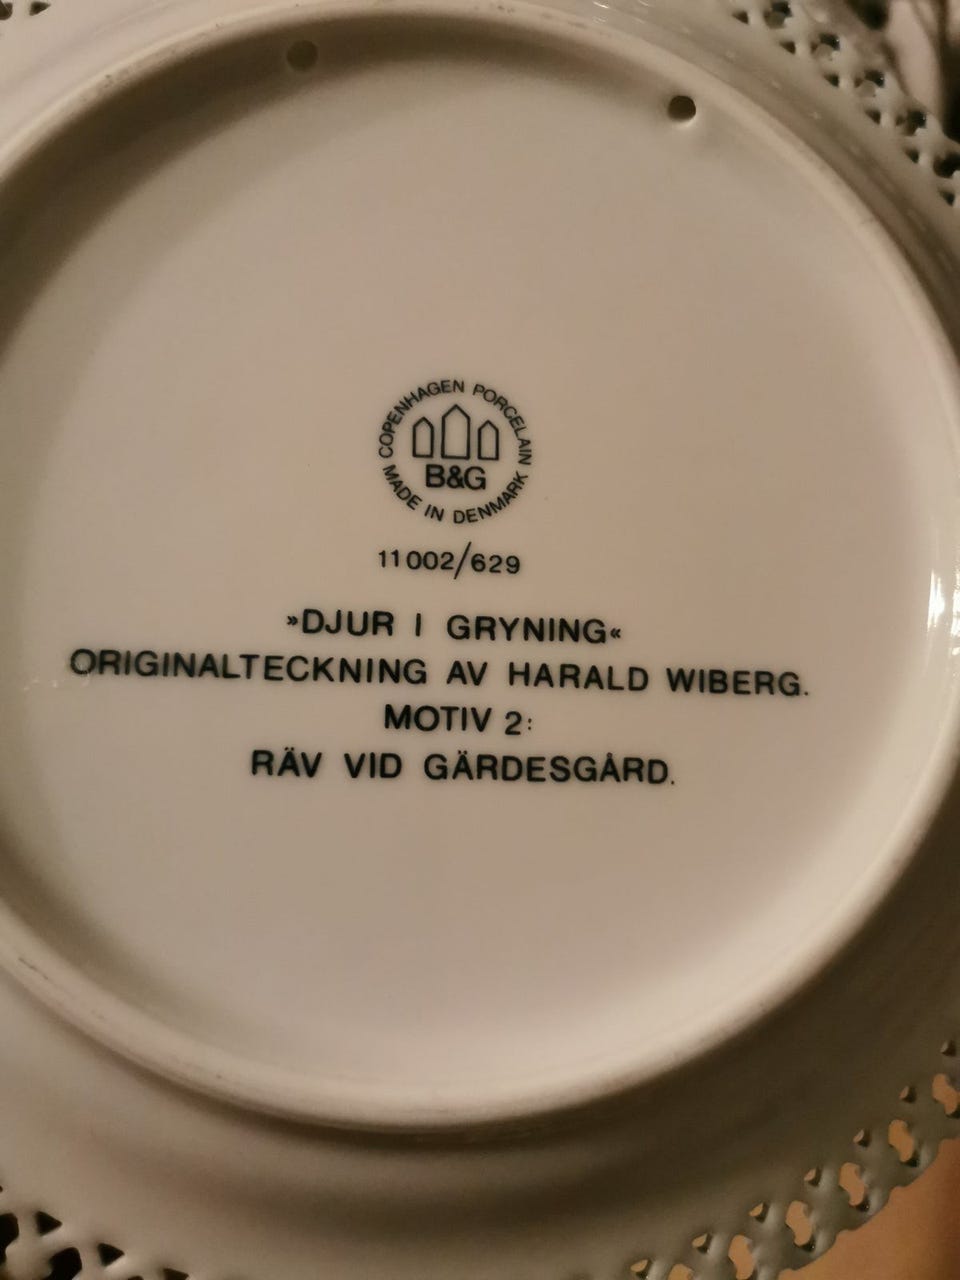 COPENHAGEN PORCELAIN
B&G
MADE IN DENMARK
11002/629
»DJUR I GRYNING«
ORIGINALTECKNING AV HARALD WIBERG.
MOTIV 2:
RÄV VID GÄRDESGÅRD.